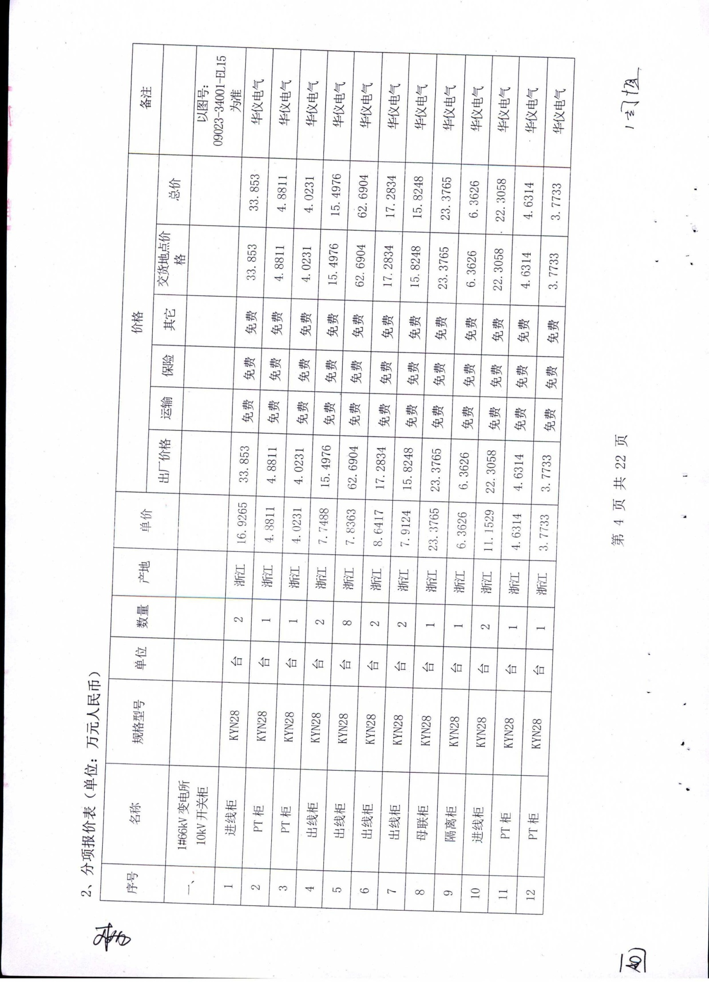 2、分项报价表（单位：万元人民币）
序号 名称 规格型号 单位 数量 产地 单价 价格 备注
出厂价格 运输 保险 其它 交货地点价格 总价
一、 1#66kV 变电所 10kV 开关柜 以图号：09023-34001-EL15 为准
1 进线柜 KYN28 台 2 浙江 16.9265 33.853 免费 免费 免费 33.853 33.853 华仪电气
2 PT 柜 KYN28 台 1 浙江 4.8811 4.8811 免费 免费 免费 4.8811 4.8811 华仪电气
3 PT 柜 KYN28 台 1 浙江 4.0231 4.0231 免费 免费 免费 4.0231 4.0231 华仪电气
4 出线柜 KYN28 台 2 浙江 7.7488 15.4976 免费 免费 免费 15.4976 15.4976 华仪电气
5 出线柜 KYN28 台 8 浙江 7.8363 62.6904 免费 免费 免费 62.6904 62.6904 华仪电气
6 出线柜 KYN28 台 2 浙江 8.6417 17.2834 免费 免费 免费 17.2834 17.2834 华仪电气
7 出线柜 KYN28 台 2 浙江 7.9124 15.8248 免费 免费 免费 15.8248 15.8248 华仪电气
8 母联柜 KYN28 台 1 浙江 23.3765 23.3765 免费 免费 免费 23.3765 23.3765 华仪电气
9 隔离柜 KYN28 台 1 浙江 6.3626 6.3626 免费 免费 免费 6.3626 6.3626 华仪电气
10 进线柜 KYN28 台 2 浙江 11.1529 22.3058 免费 免费 免费 22.3058 22.3058 华仪电气
11 PT 柜 KYN28 台 1 浙江 4.6314 4.6314 免费 免费 免费 4.6314 4.6314 华仪电气
12 PT 柜 KYN28 台 1 浙江 3.7733 3.7733 免费 免费 免费 3.7733 3.7733 华仪电气
第 4 页 共 22 页